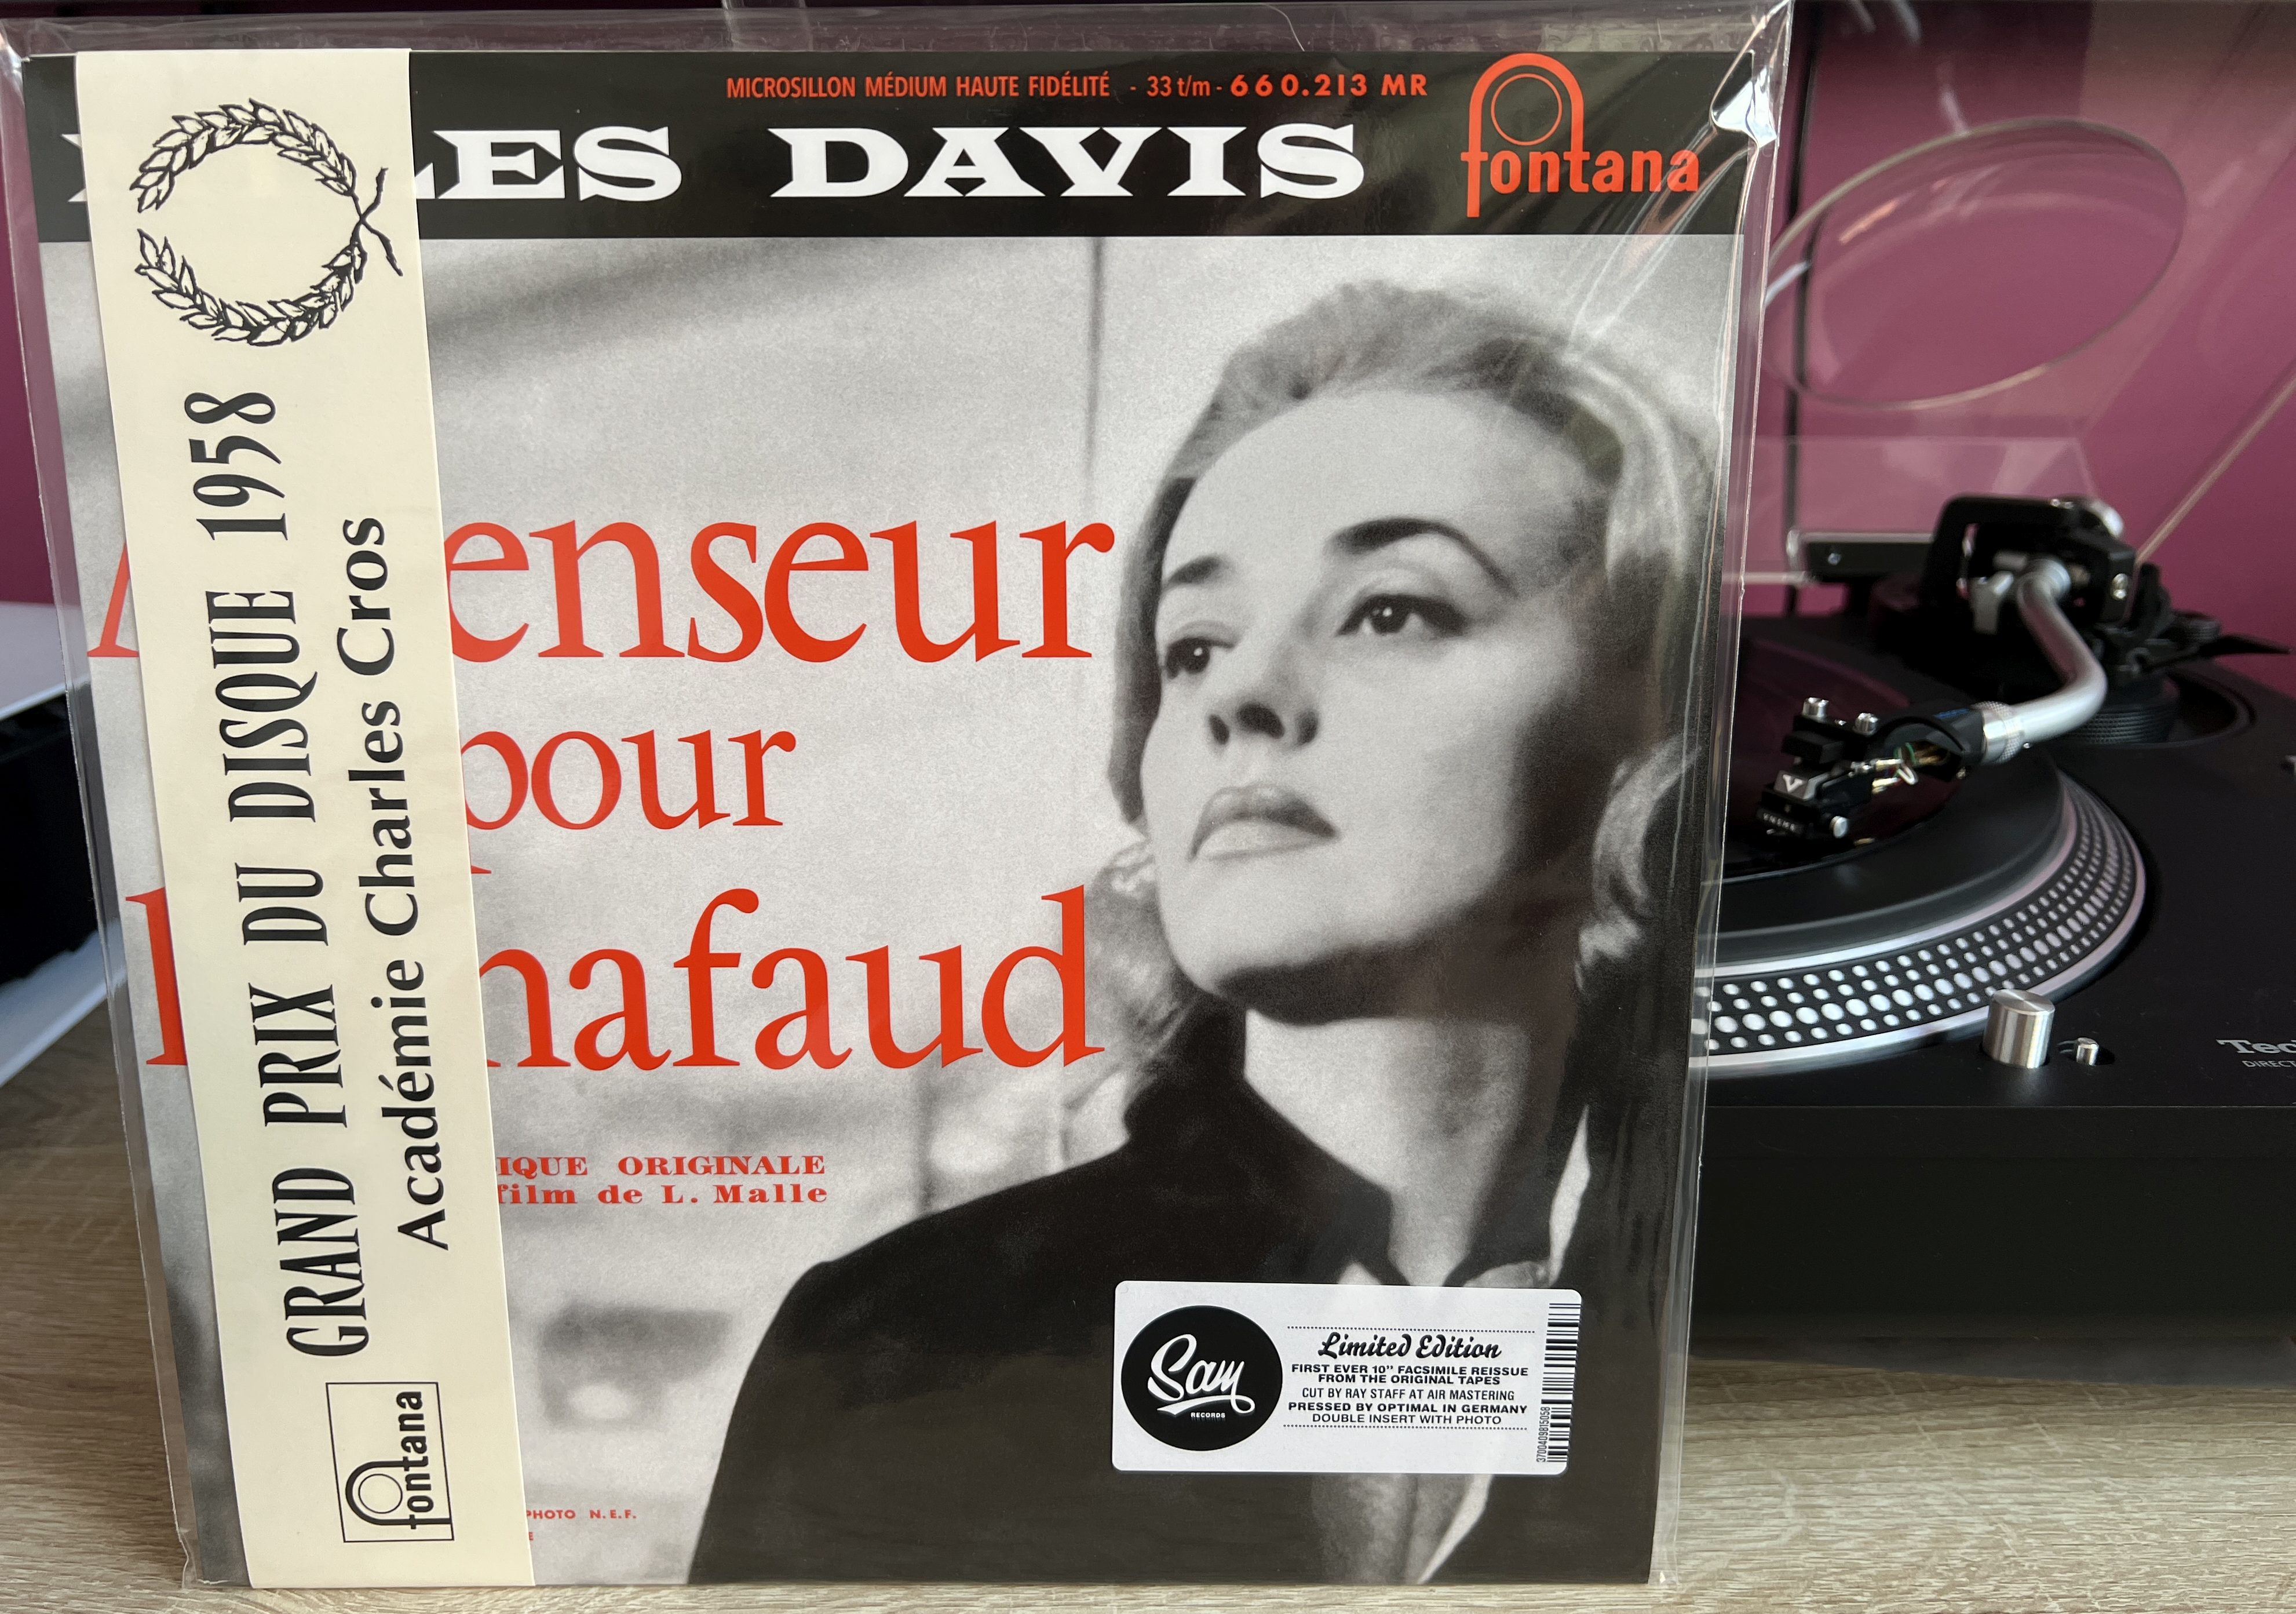 MICROSILLON MÉDIUM HAUTE FIDÉLITÉ - 33 t/m - 660.213 MR
LES DAVIS
fontana
GRAND PRIX DU DISQUE 1958
Académie Charles Cros
fontana
A enseur
pour
l hafaud
IQUE ORIGINALE
film de L. Malle
PHOTO N.E.F.
E
Sam
RECORDS
Limited Edition
FIRST EVER 10" FACSIMILE REISSUE
FROM THE ORIGINAL TAPES
CUT BY RAY STAFF AT AIR MASTERING
PRESSED BY OPTIMAL IN GERMANY
DOUBLE INSERT WITH PHOTO
3700409815058
V
Tec
DIRECT